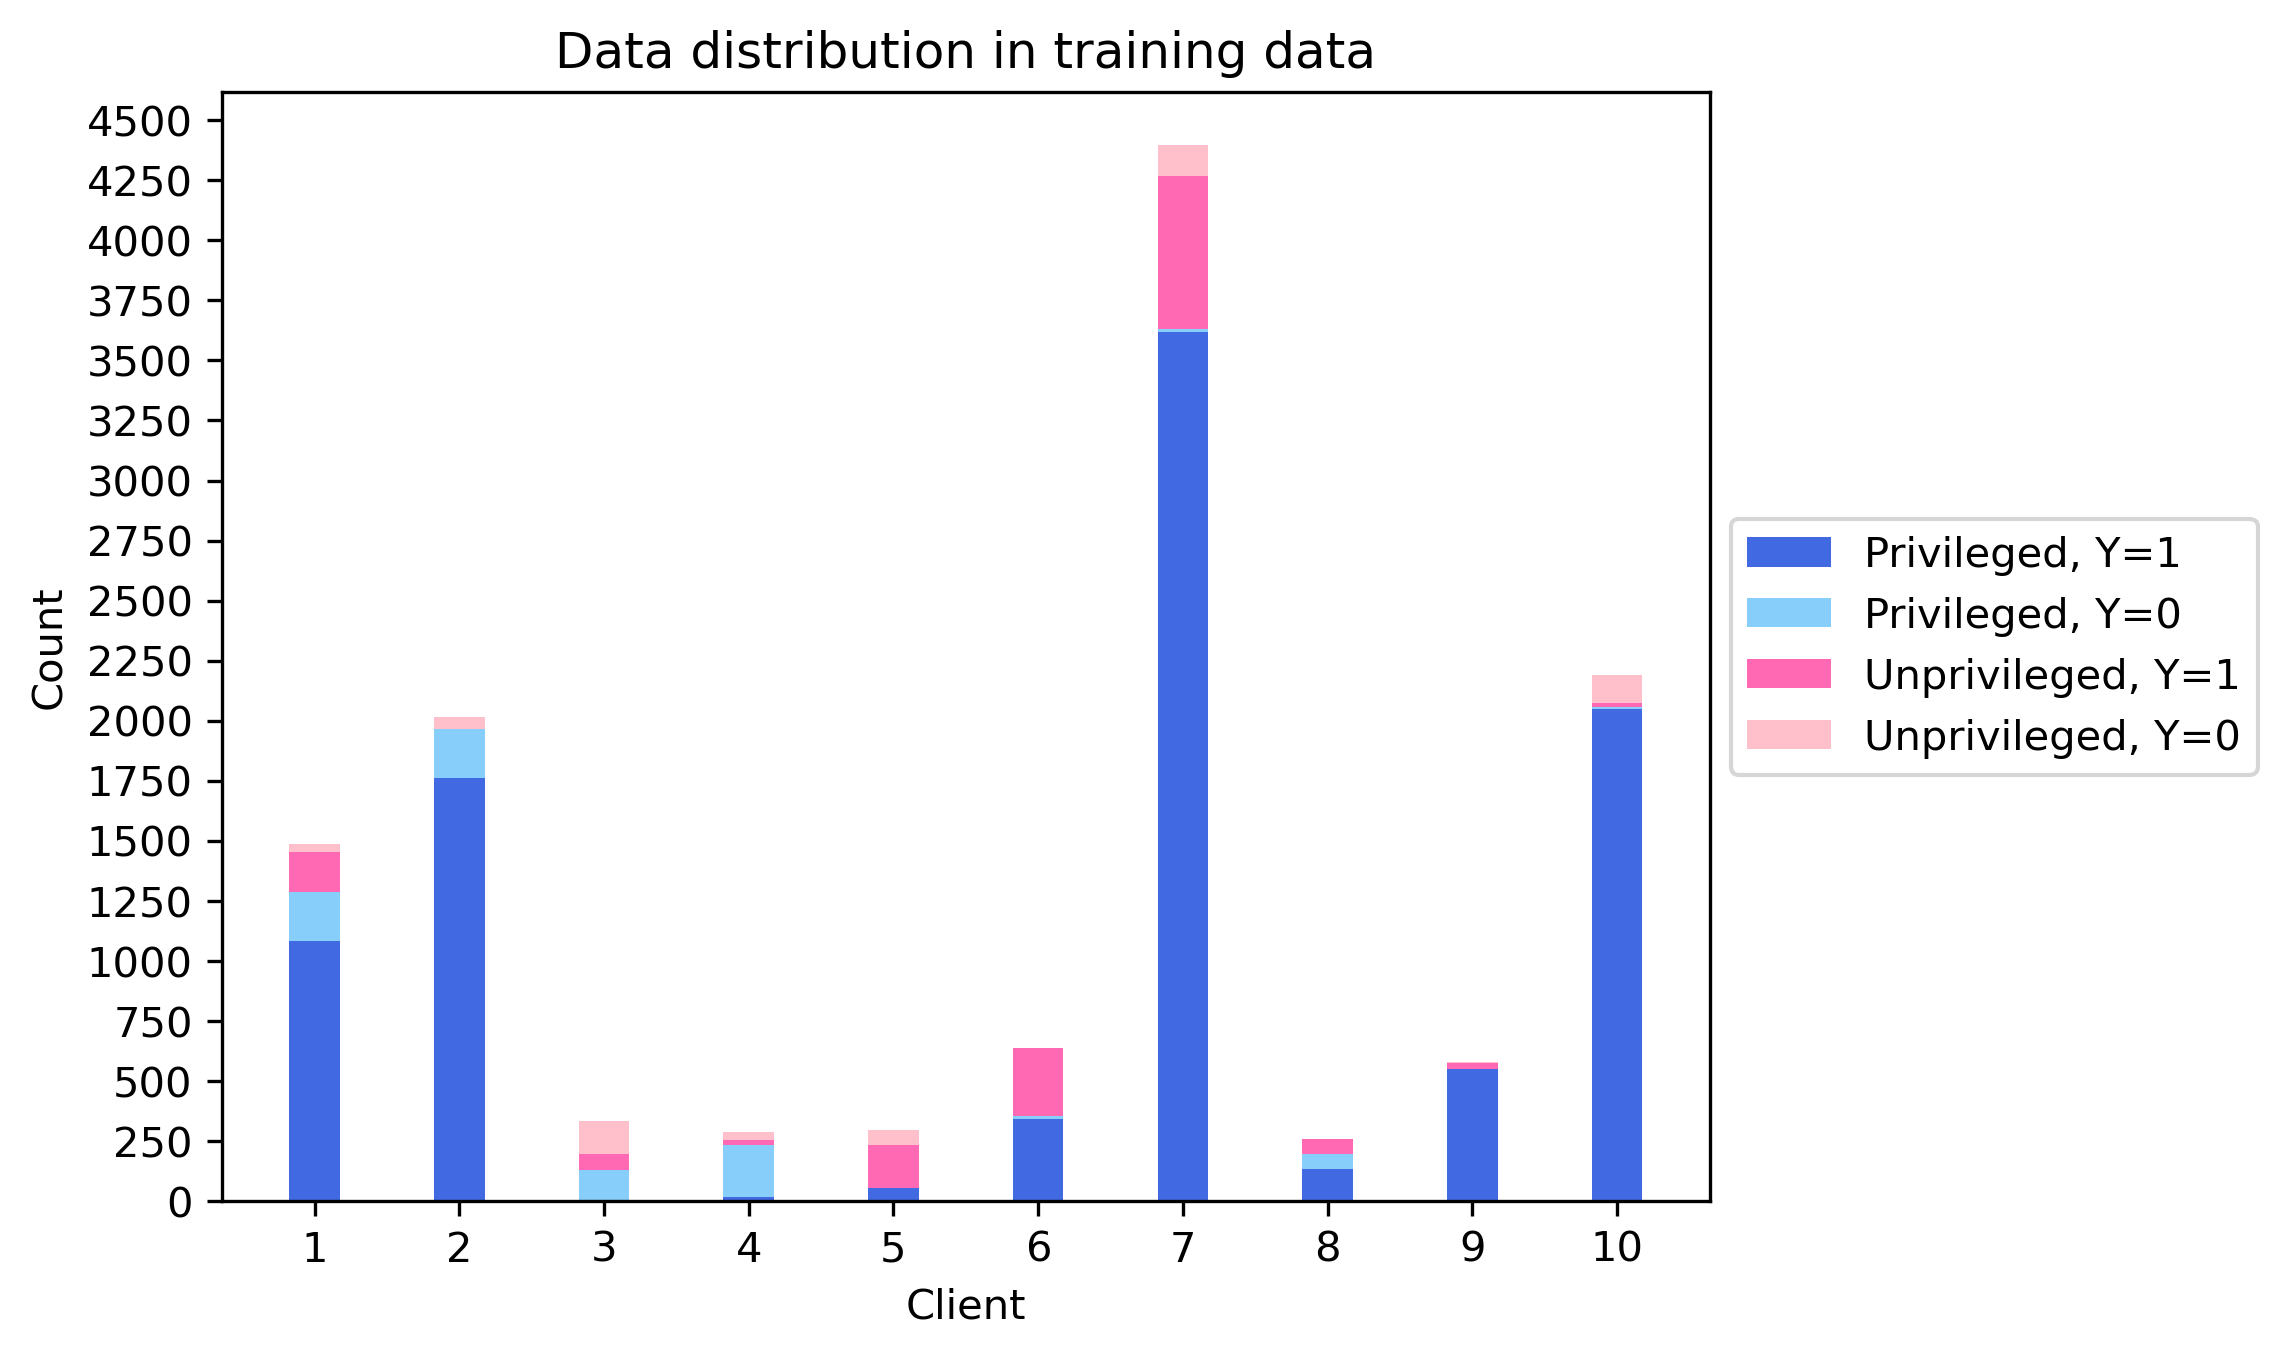 Data distribution in training data
4500
4250
4000
3750
3500
3250
3000
2750
2500
2250
2000
1750
1500
1250
1000
750
500
250
0
Count
1 2 3 4 5 6 7 8 9 10
Client
Privileged, Y=1
Privileged, Y=0
Unprivileged, Y=1
Unprivileged, Y=0